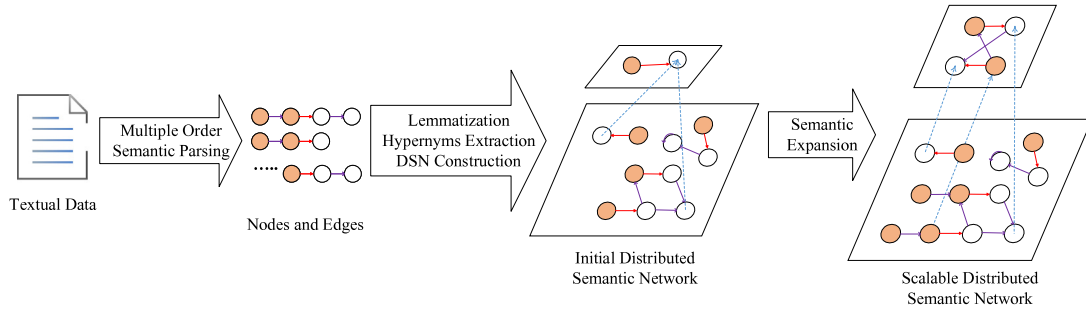 Textual Data
Multiple Order
Semantic Parsing
.....
Nodes and Edges
Lemmatization
Hypernyms Extraction
DSN Construction
Initial Distributed
Semantic Network
Semantic
Expansion
Scalable Distributed
Semantic Network